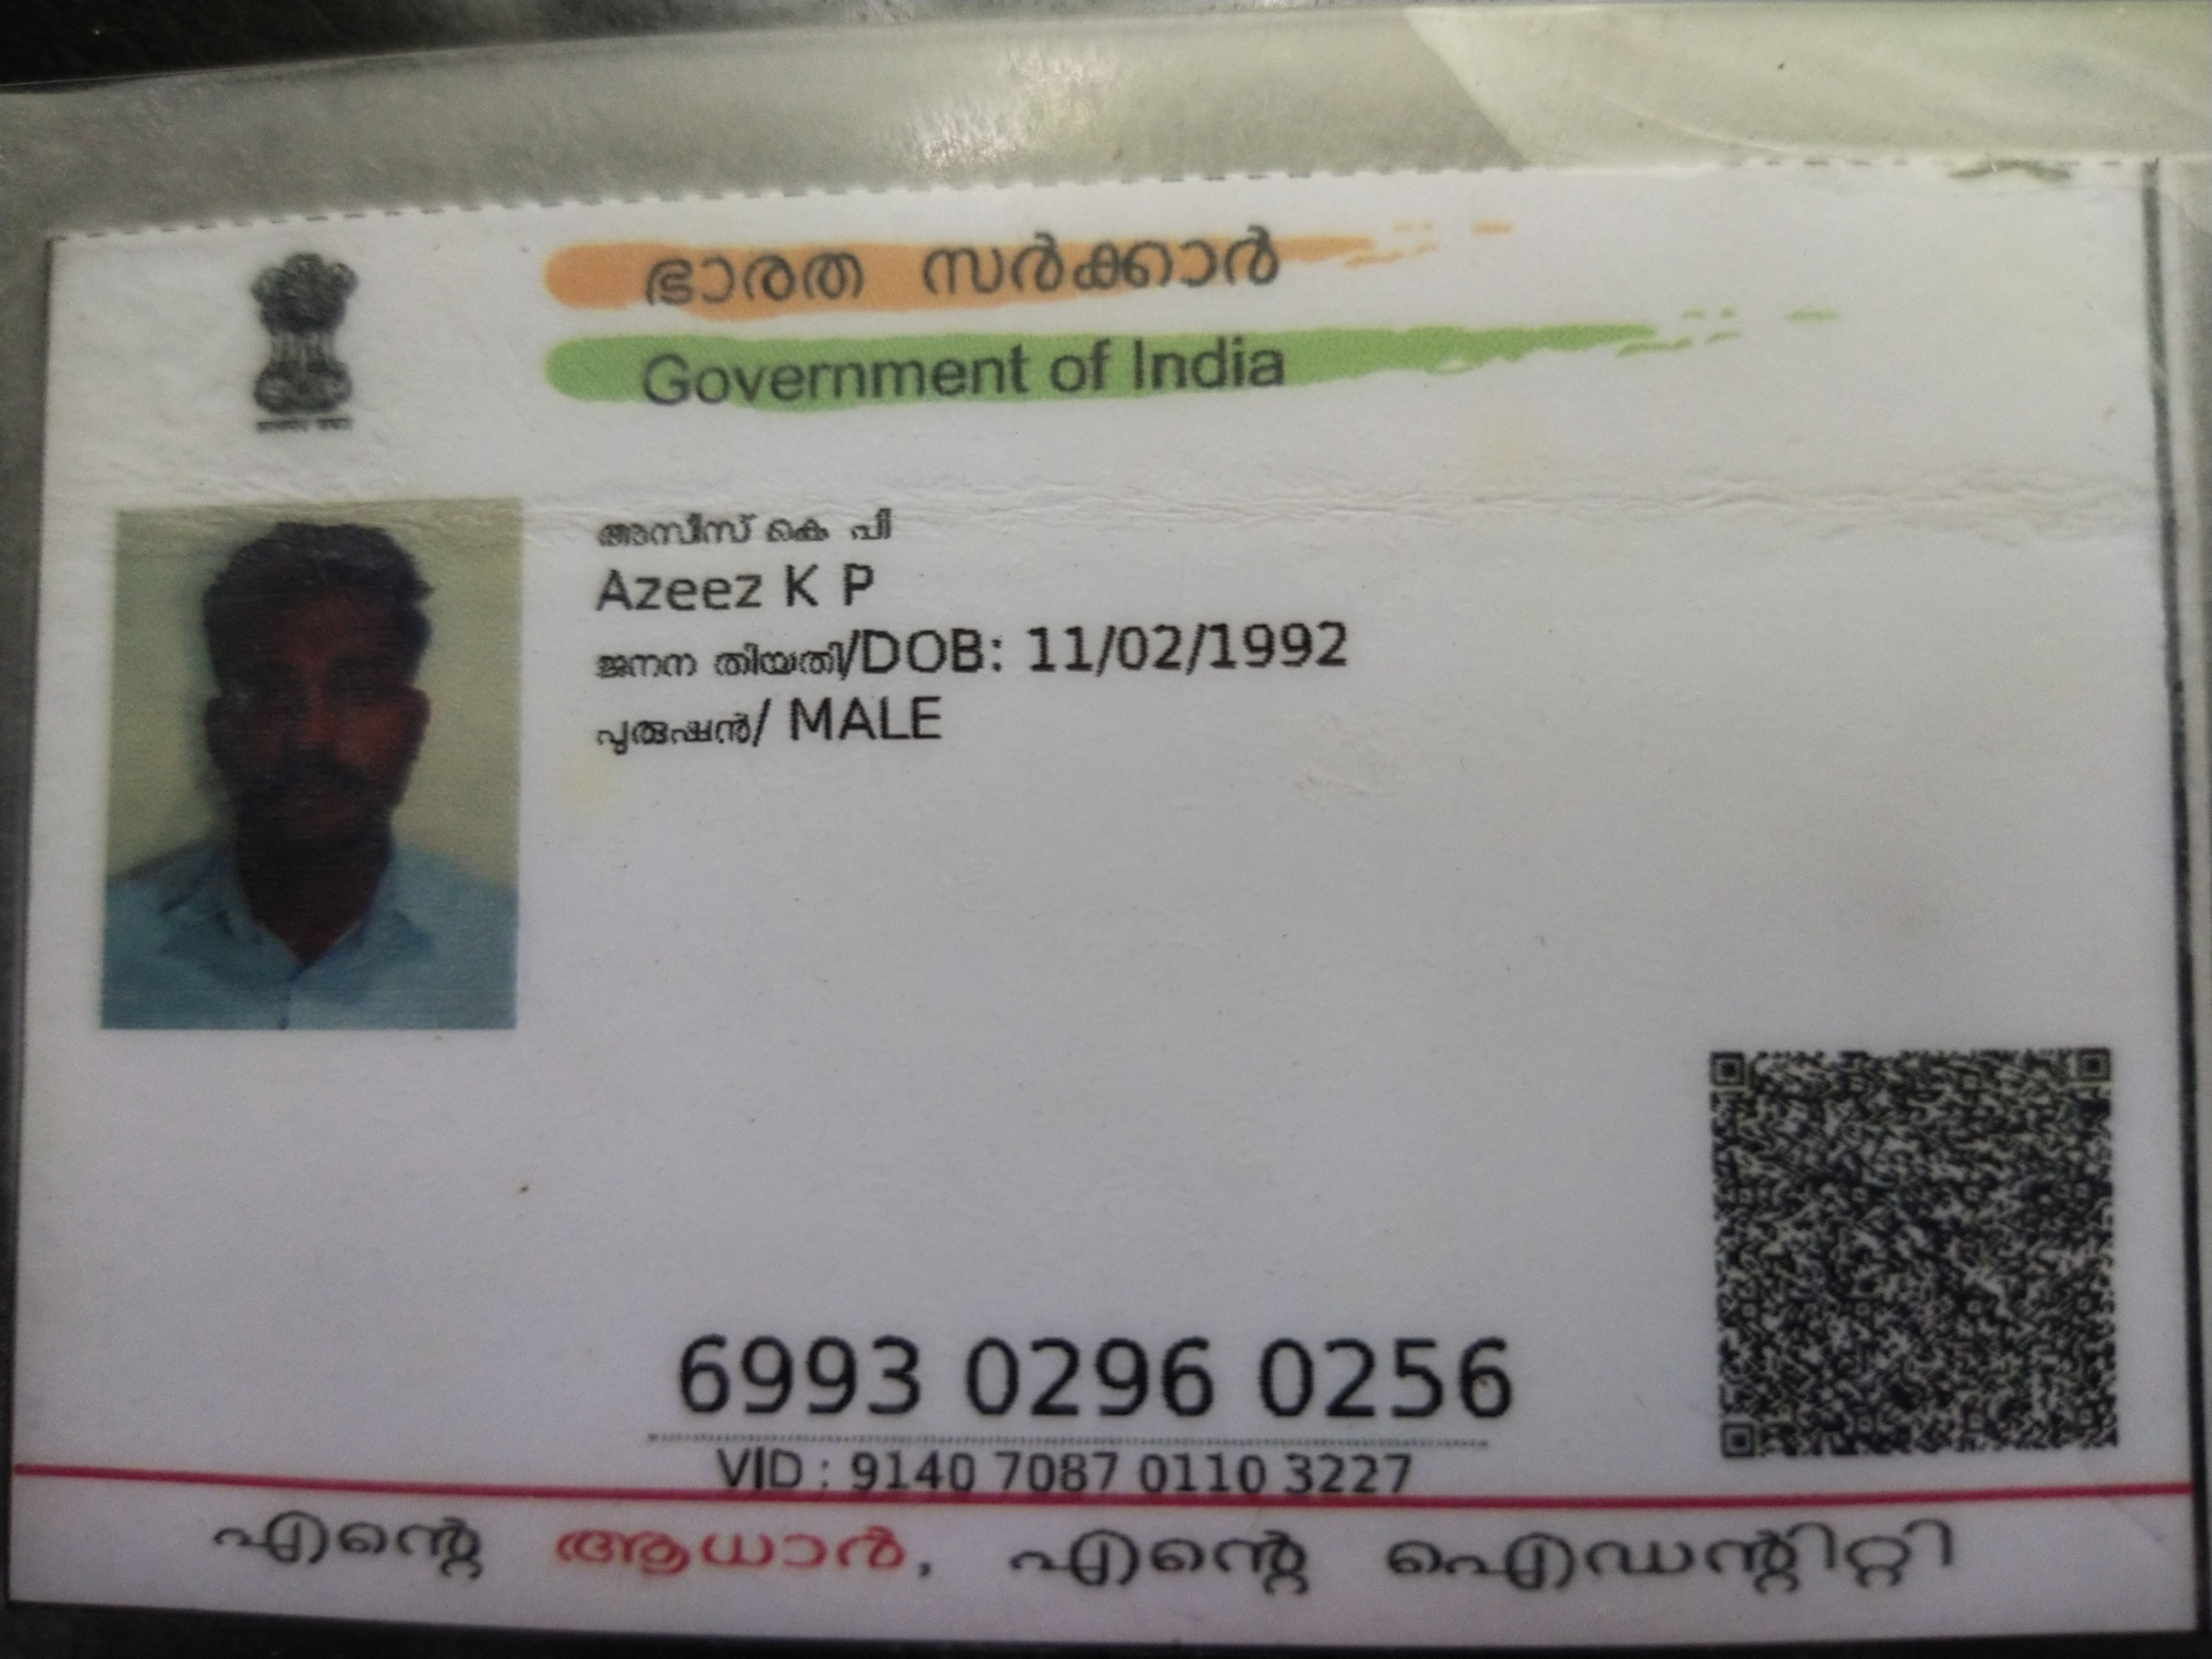 ഭാരത സർക്കാർ
Government of India
അസീസ് കെ പി
Azeez K P
ജനന തിയതി/DOB: 11/02/1992
പുരുഷൻ/ MALE
6993 0296 0256
VID : 9140 7087 0110 3227
എന്റെ ആധാർ, എന്റെ ഐഡന്റിറ്റി